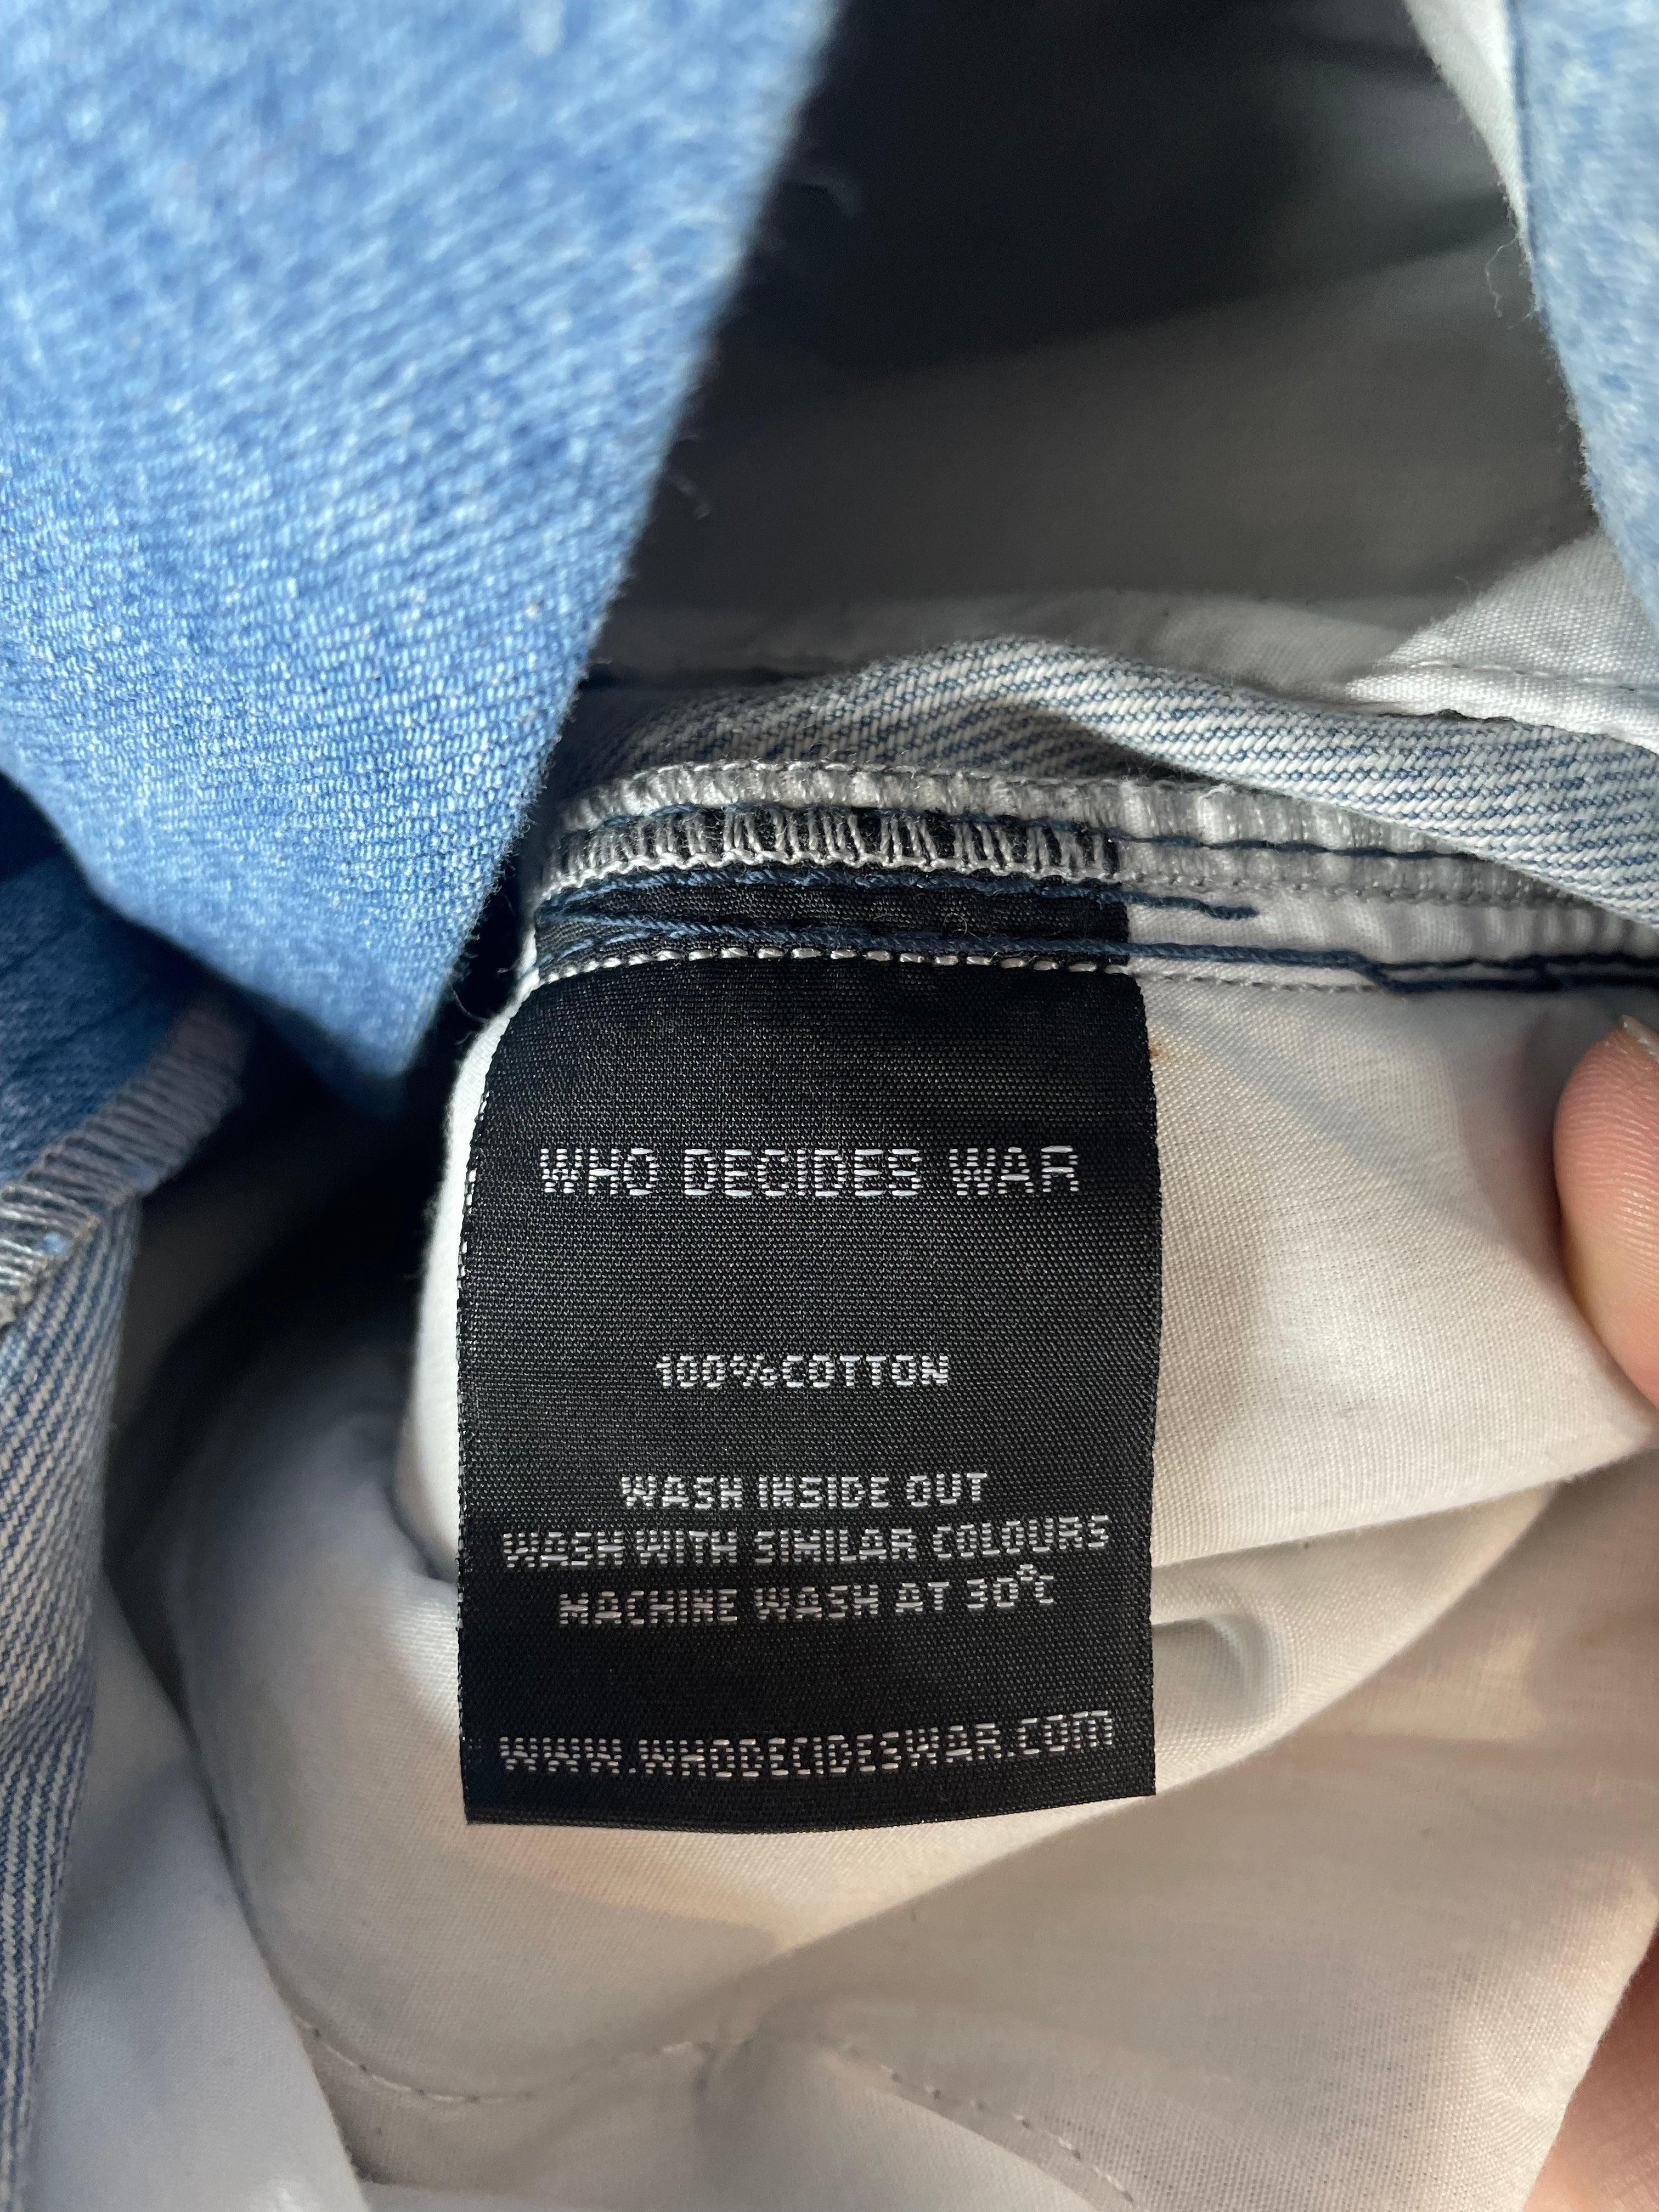 WHO DECIDES WAR
100%COTTON
WASH INSIDE OUT
WASH WITH SIMILAR COLOURS
MACHINE WASH AT 30°C
WWW.WHODECIDESWAR.COM